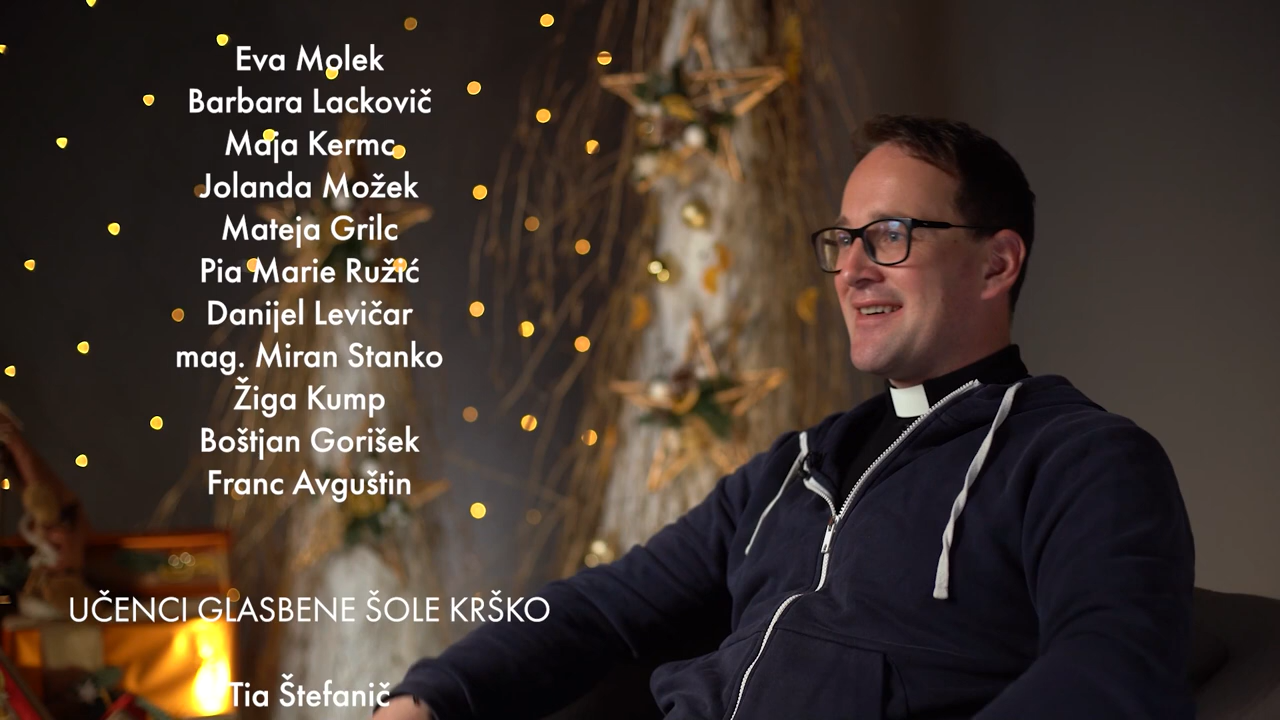 Eva Molek
Barbara Lackovič
Maja Kermc
Jolanda Možek
Mateja Grilc
Pia Marie Ružić
Danijel Levičar
mag. Miran Stanko
Žiga Kump
Boštjan Gorišek
Franc Avguštin
UČENCI GLASBENE ŠOLE KRŠKO
Tia Štefanič